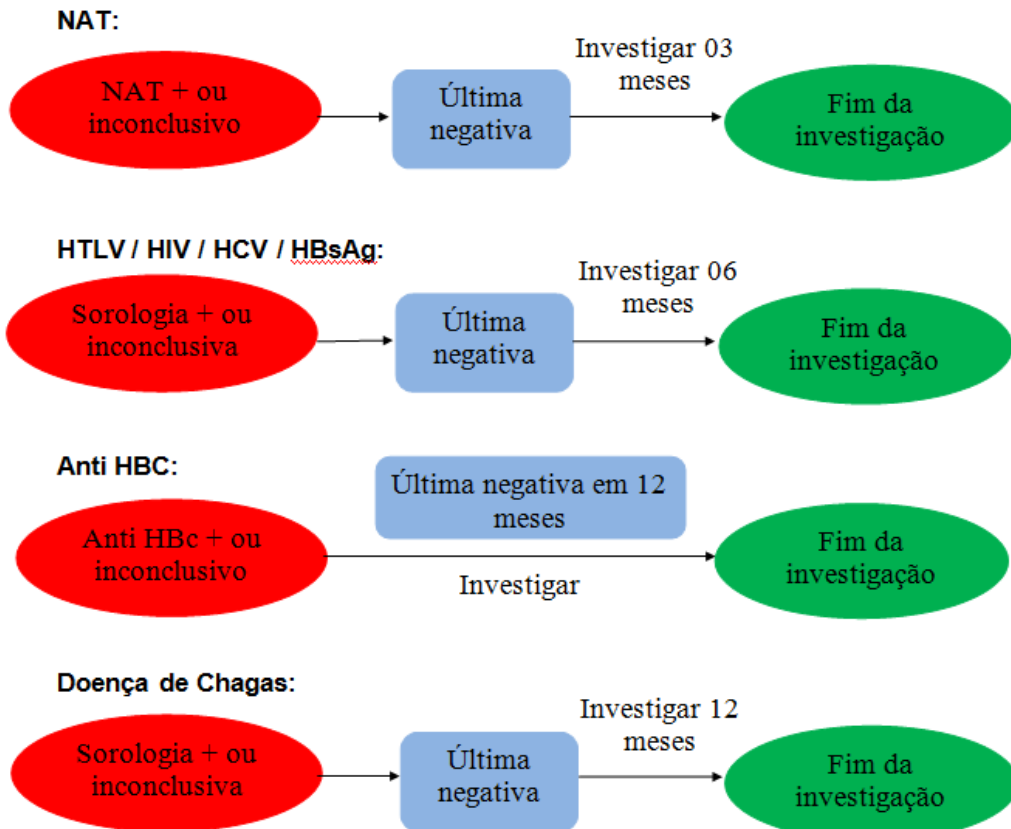 NAT:
NAT + ou
inconclusivo
Última
negativa
Investigar 03
meses
Fim da
investigação
HTLV / HIV / HCV / HBsAg:
Sorologia + ou
inconclusiva
Última
negativa
Investigar 06
meses
Fim da
investigação
Anti HBC:
Anti HBc + ou
inconclusivo
Última negativa em 12
meses
Investigar
Fim da
investigação
Doença de Chagas:
Sorologia + ou
inconclusiva
Última
negativa
Investigar 12
meses
Fim da
investigação